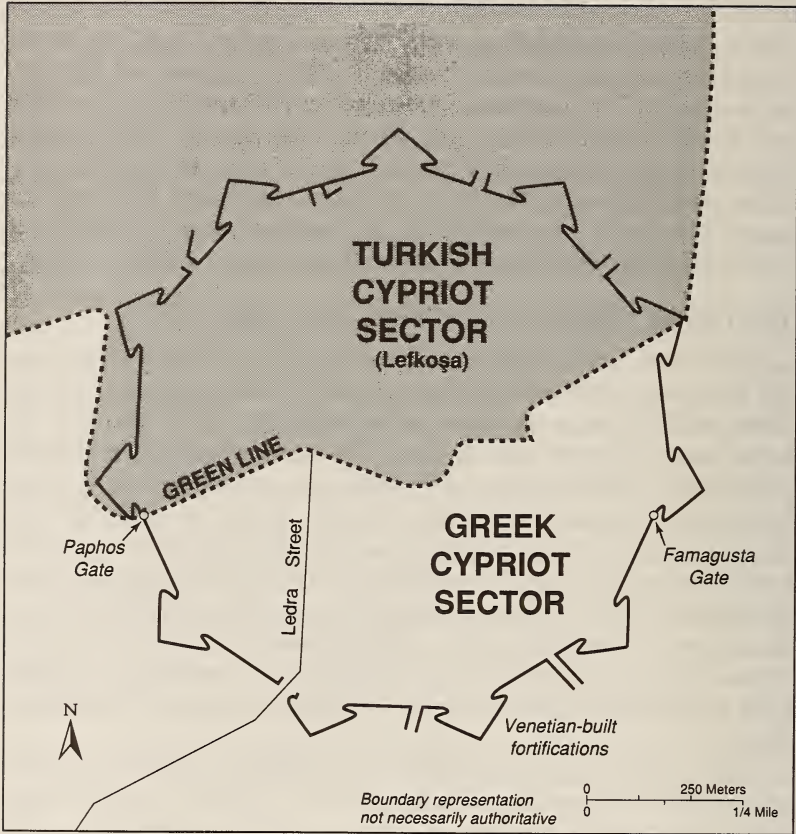 TURKISH
CYPRIOT
SECTOR
(Lefkoşa)
GREEN LINE
Paphos
Gate
Ledra Street
GREEK
CYPRIOT
SECTOR
Famagusta
Gate
N
Venetian-built
fortifications
Boundary representation
not necessarily authoritative
0 250 Meters
0 1/4 Mile